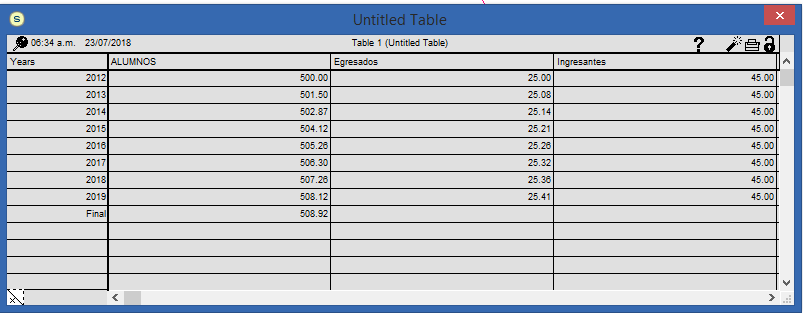 S Untitled Table
06:34 a.m. 23/07/2018 Table 1 (Untitled Table) ?
Years ALUMNOS Egresados Ingresantes
2012 500.00 25.00 45.00
2013 501.50 25.08 45.00
2014 502.87 25.14 45.00
2015 504.12 25.21 45.00
2016 505.26 25.26 45.00
2017 506.30 25.32 45.00
2018 507.26 25.36 45.00
2019 508.12 25.41 45.00
Final 508.92